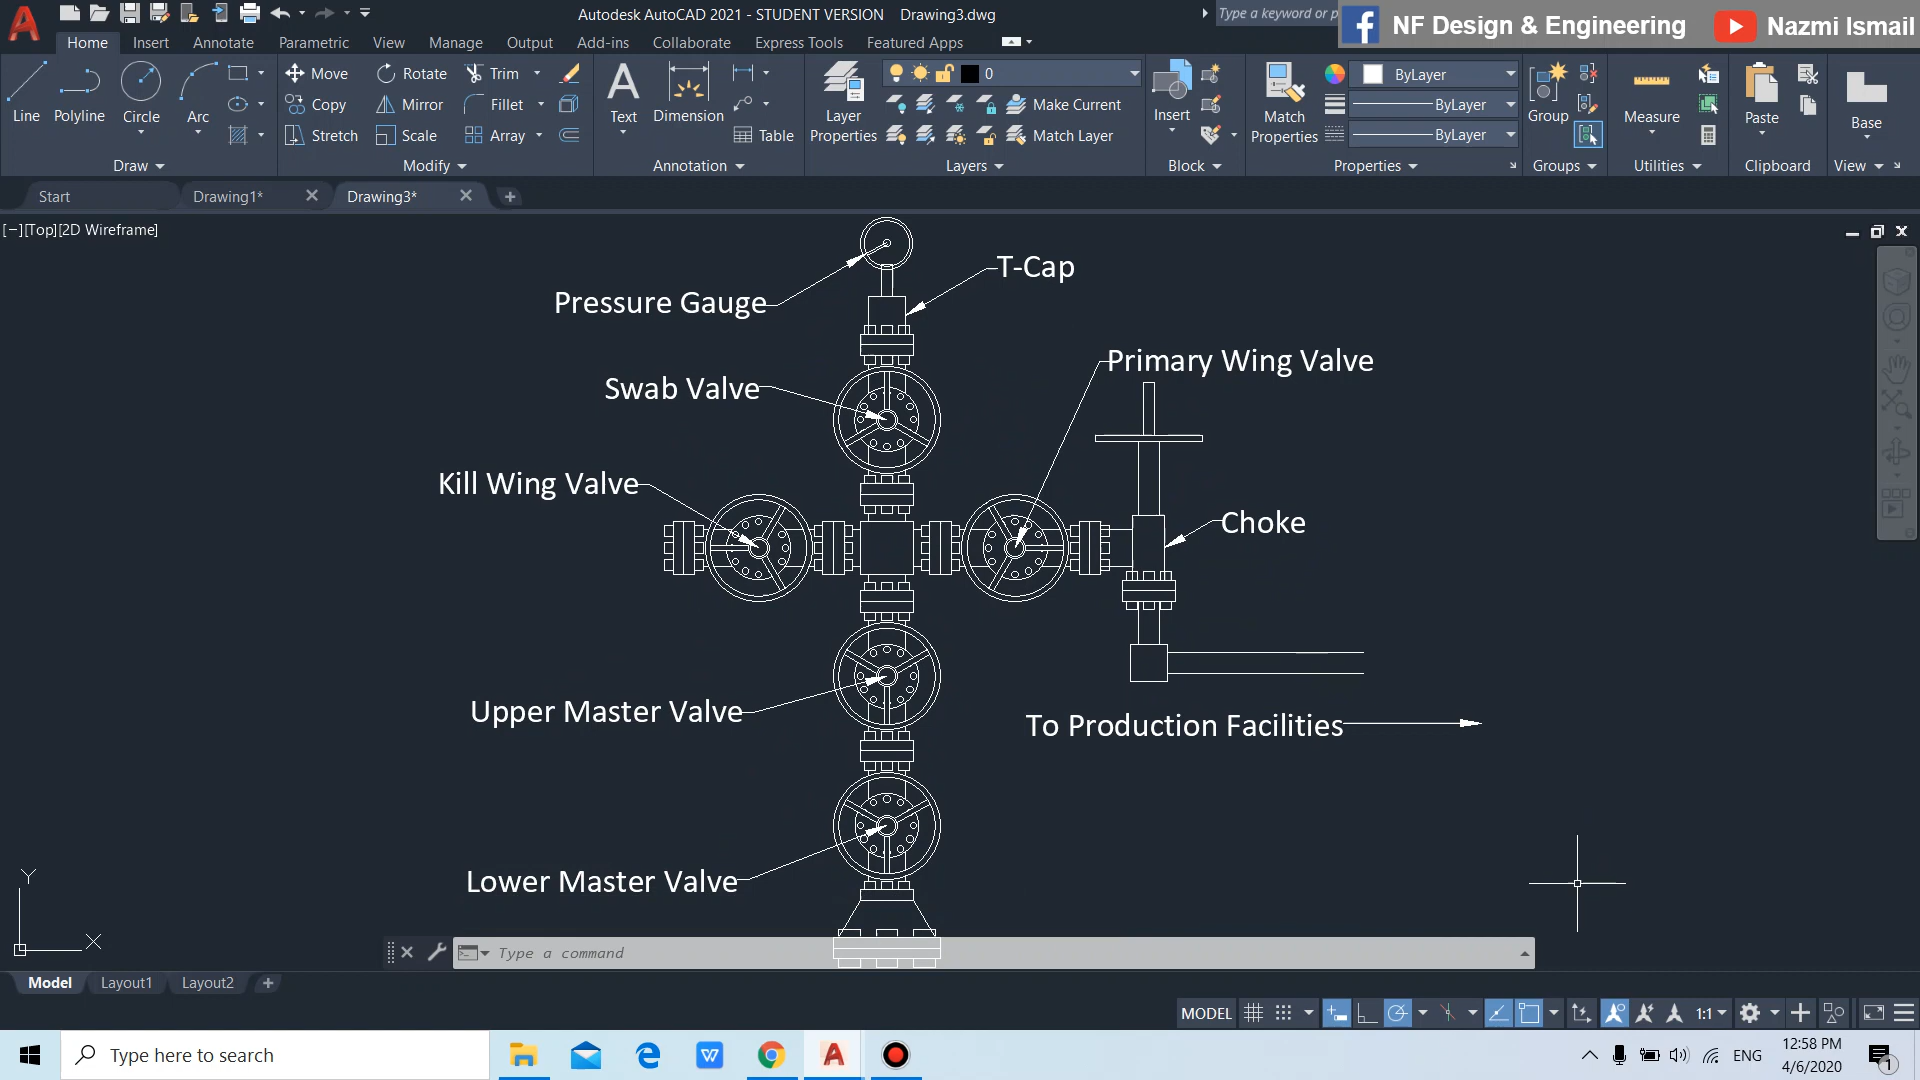 Autodesk AutoCAD 2021 - STUDENT VERSION Drawing3.dwg
Type a keyword or p
NF Design & Engineering
Nazmi Ismail
Home Insert Annotate Parametric View Manage Output Add-ins Collaborate Express Tools Featured Apps
Line Polyline Circle Arc
Move Rotate Trim
Copy Mirror Fillet
Stretch Scale Array
Text Dimension Table
Layer Properties
0
Make Current
Match Layer
Insert
Match Properties
ByLayer
ByLayer
ByLayer
Group Measure Paste Base
Draw Modify Annotation Layers Block Properties Groups Utilities Clipboard View
Start Drawing1* Drawing3*
[−][Top][2D Wireframe]
T-Cap
Pressure Gauge
Primary Wing Valve
Swab Valve
Kill Wing Valve
Choke
Upper Master Valve
To Production Facilities
Lower Master Valve
Y
X
Type a command
Model Layout1 Layout2
MODEL 1:1
Type here to search
ENG
12:58 PM
4/6/2020
1